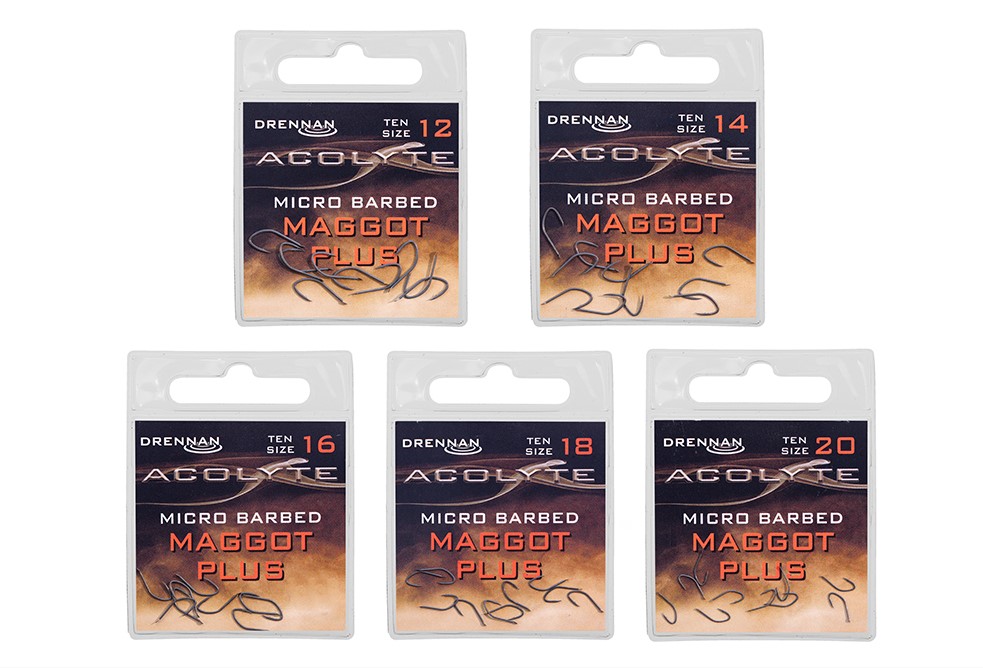 DRENNAN
TEN
SIZE 12
ACOLYTE
MICRO BARBED
MAGGOT
PLUS
DRENNAN
TEN
SIZE 14
ACOLYTE
MICRO BARBED
MAGGOT
PLUS
DRENNAN
TEN
SIZE 16
ACOLYTE
MICRO BARBED
MAGGOT
PLUS
DRENNAN
TEN
SIZE 18
ACOLYTE
MICRO BARBED
MAGGOT
PLUS
DRENNAN
TEN
SIZE 20
ACOLYTE
MICRO BARBED
MAGGOT
PLUS